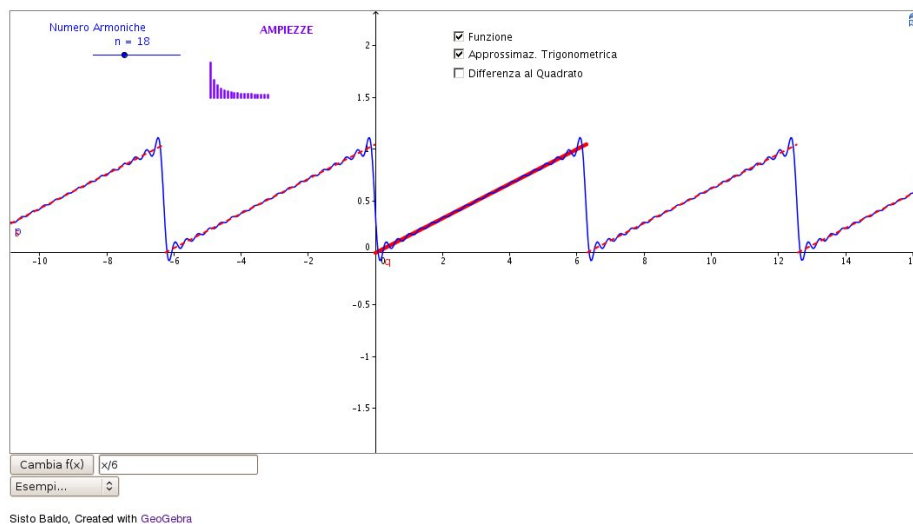 Numero Armoniche
n = 18
AMPIEZZE
Funzione
Approssimaz. Trigonometrica
Differenza al Quadrato
2
1.5
1
0.5
0
-0.5
-1
-1.5
-10 -8 -6 -4 -2 0 2 4 6 8 10 12 14 16
q
Cambia f(x) x/6
Esempi...
Sisto Baldo, Created with GeoGebra